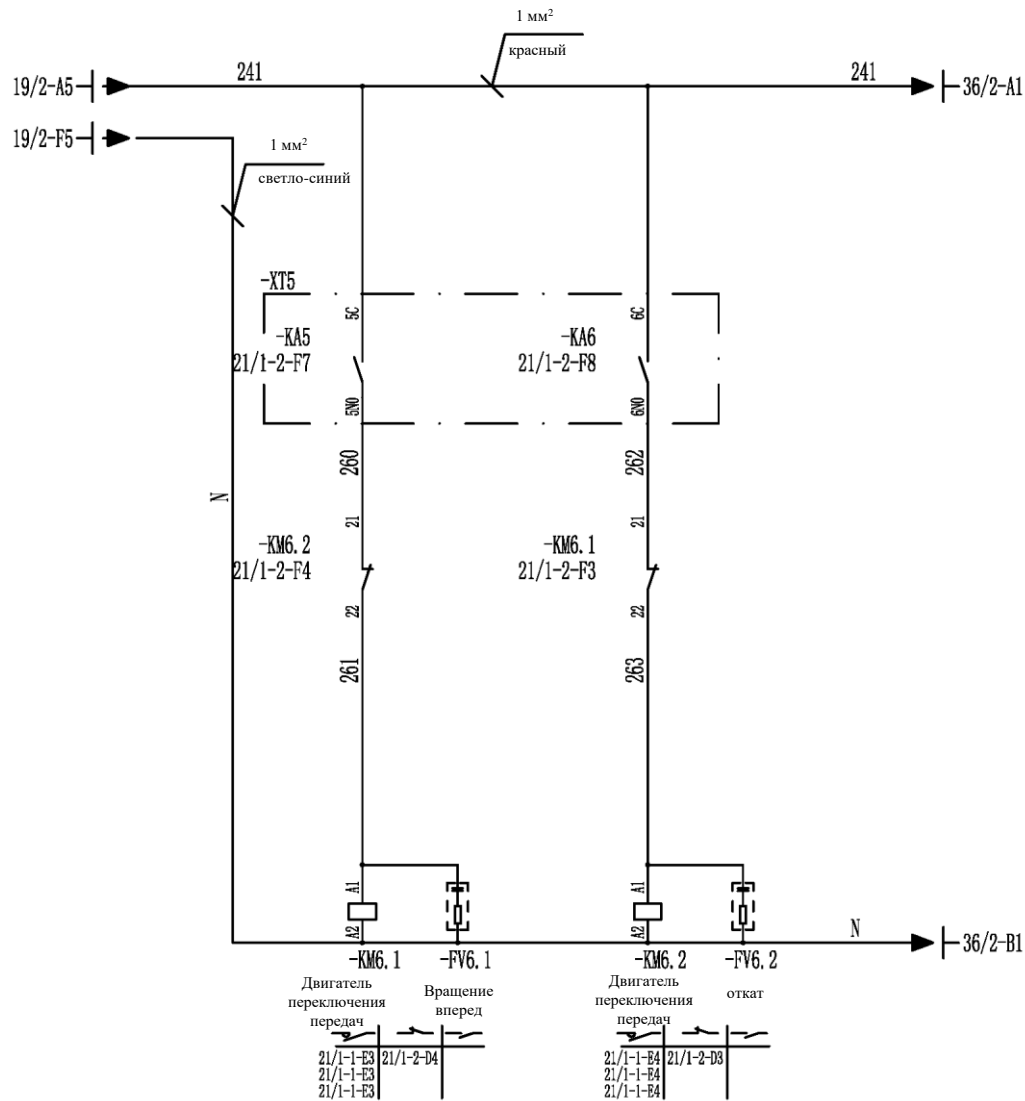 1 мм²
красный
19/2-A5
241
241
36/2-A1
19/2-F5
1 мм²
светло-синий
-XT5
5C
6C
-KA5
21/1-2-F7
-KA6
21/1-2-F8
5NO
6NO
260
262
N
21
21
-KM6.2
21/1-2-F4
-KM6.1
21/1-2-F3
22
22
261
263
A1
A1
A2
A2
N
36/2-B1
-KM6.1
-FV6.1
-KM6.2
-FV6.2
Двигатель
переключения
передач
Вращение
вперед
Двигатель
переключения
передач
откат
21/1-1-E3
21/1-2-D4
21/1-1-E3
21/1-1-E3
21/1-1-E4
21/1-2-D3
21/1-1-E4
21/1-1-E4